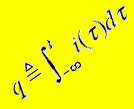 q ≜ ∫_{-∞}^{t} i(τ)dτ